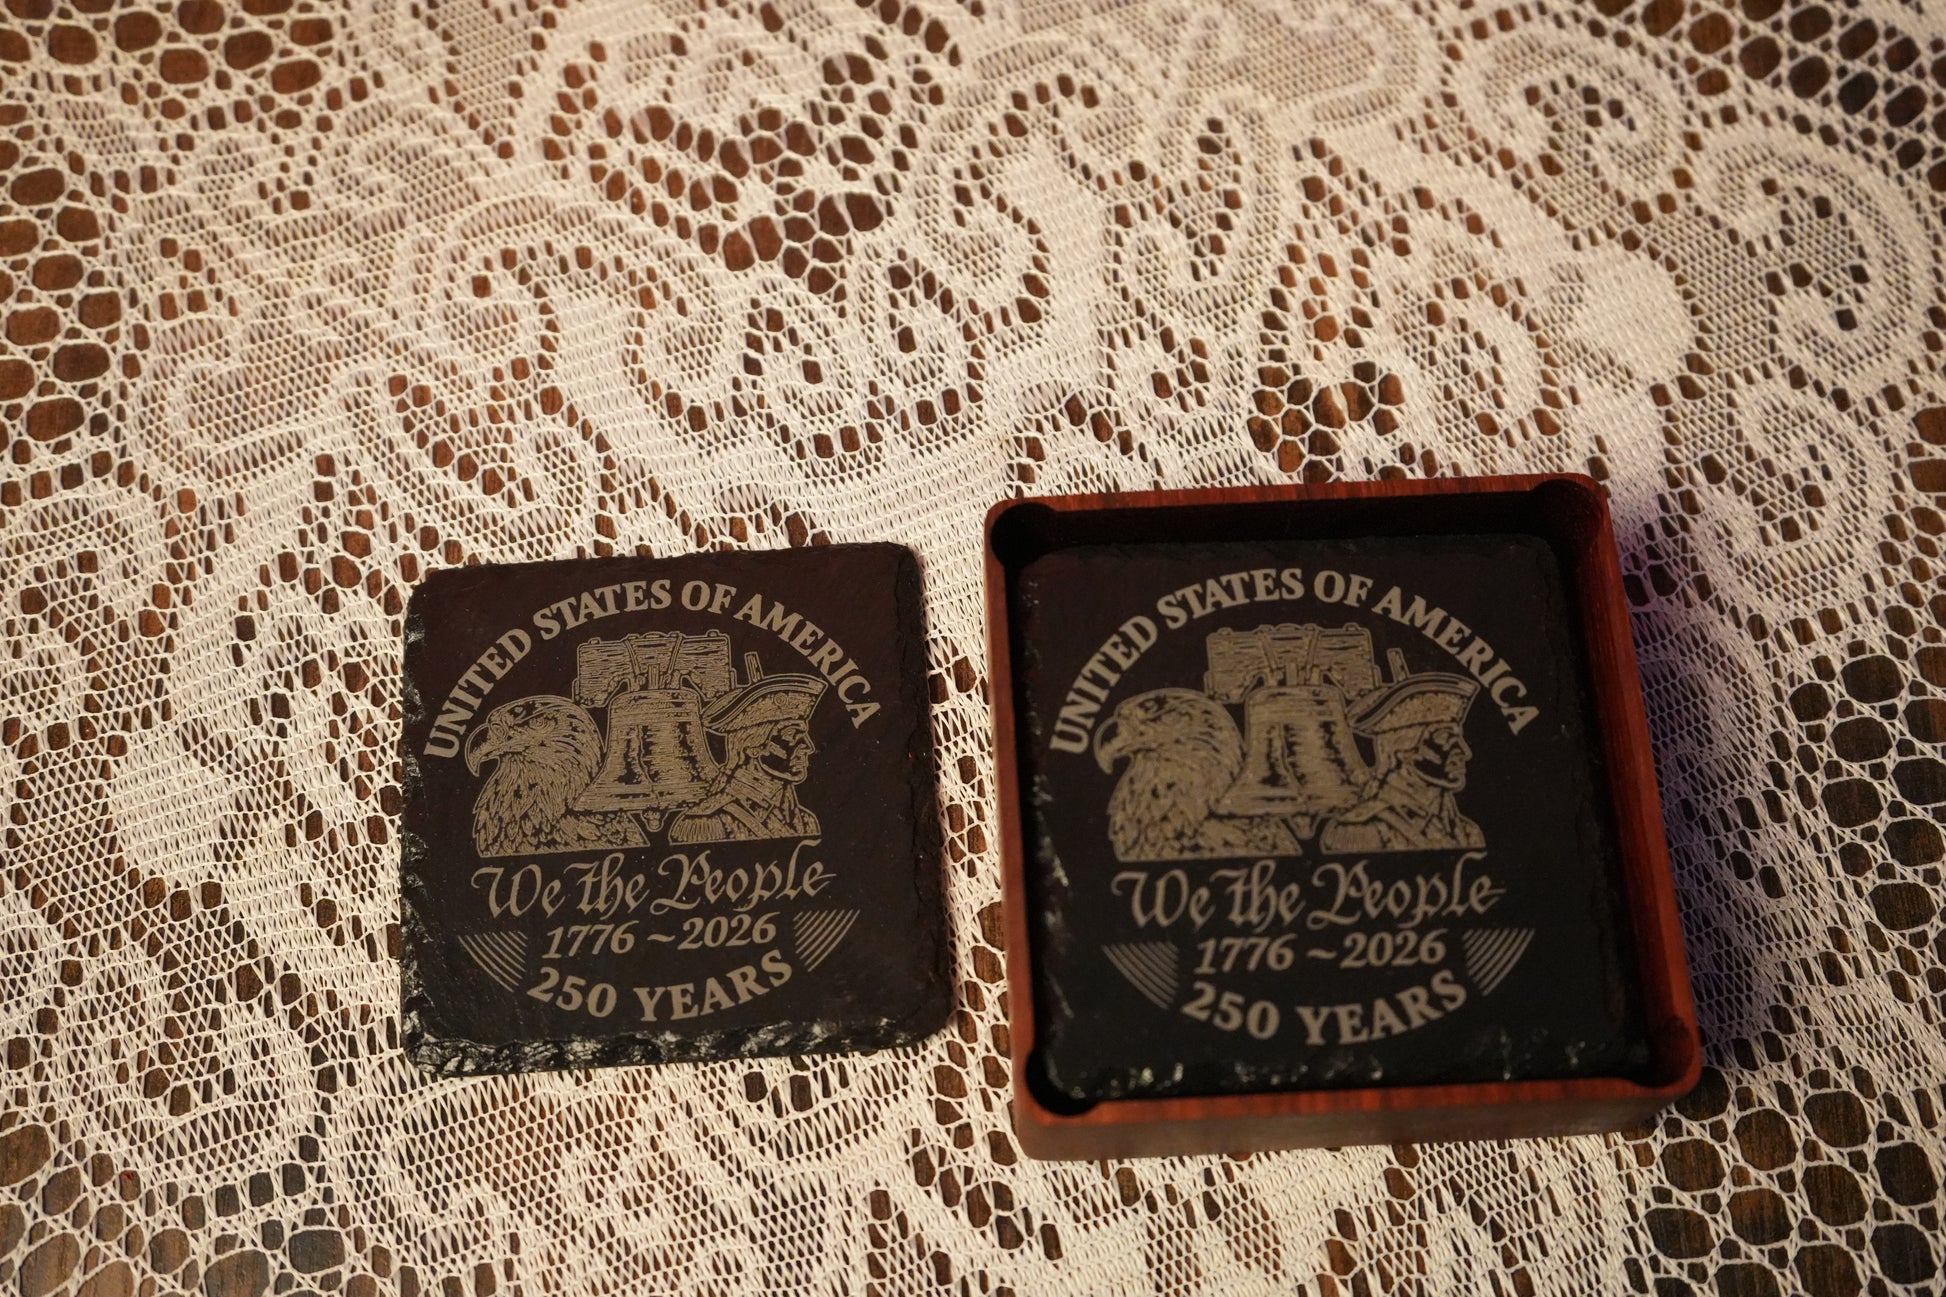 UNITED STATES OF AMERICA
We the People
1776 ~ 2026
250 YEARS
UNITED STATES OF AMERICA
We the People
1776 ~ 2026
250 YEARS